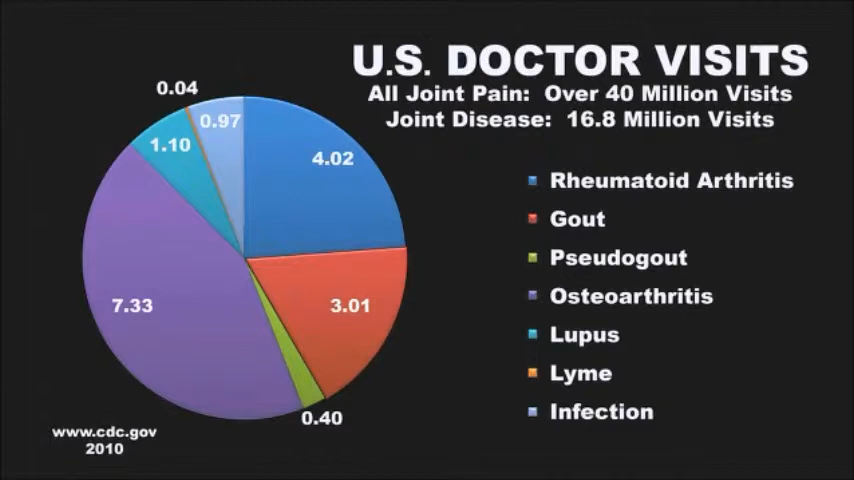 U.S. DOCTOR VISITS
All Joint Pain: Over 40 Million Visits
Joint Disease: 16.8 Million Visits
0.04
0.97
1.10
4.02
7.33
3.01
0.40
Rheumatoid Arthritis
Gout
Pseudogout
Osteoarthritis
Lupus
Lyme
Infection
www.cdc.gov
2010